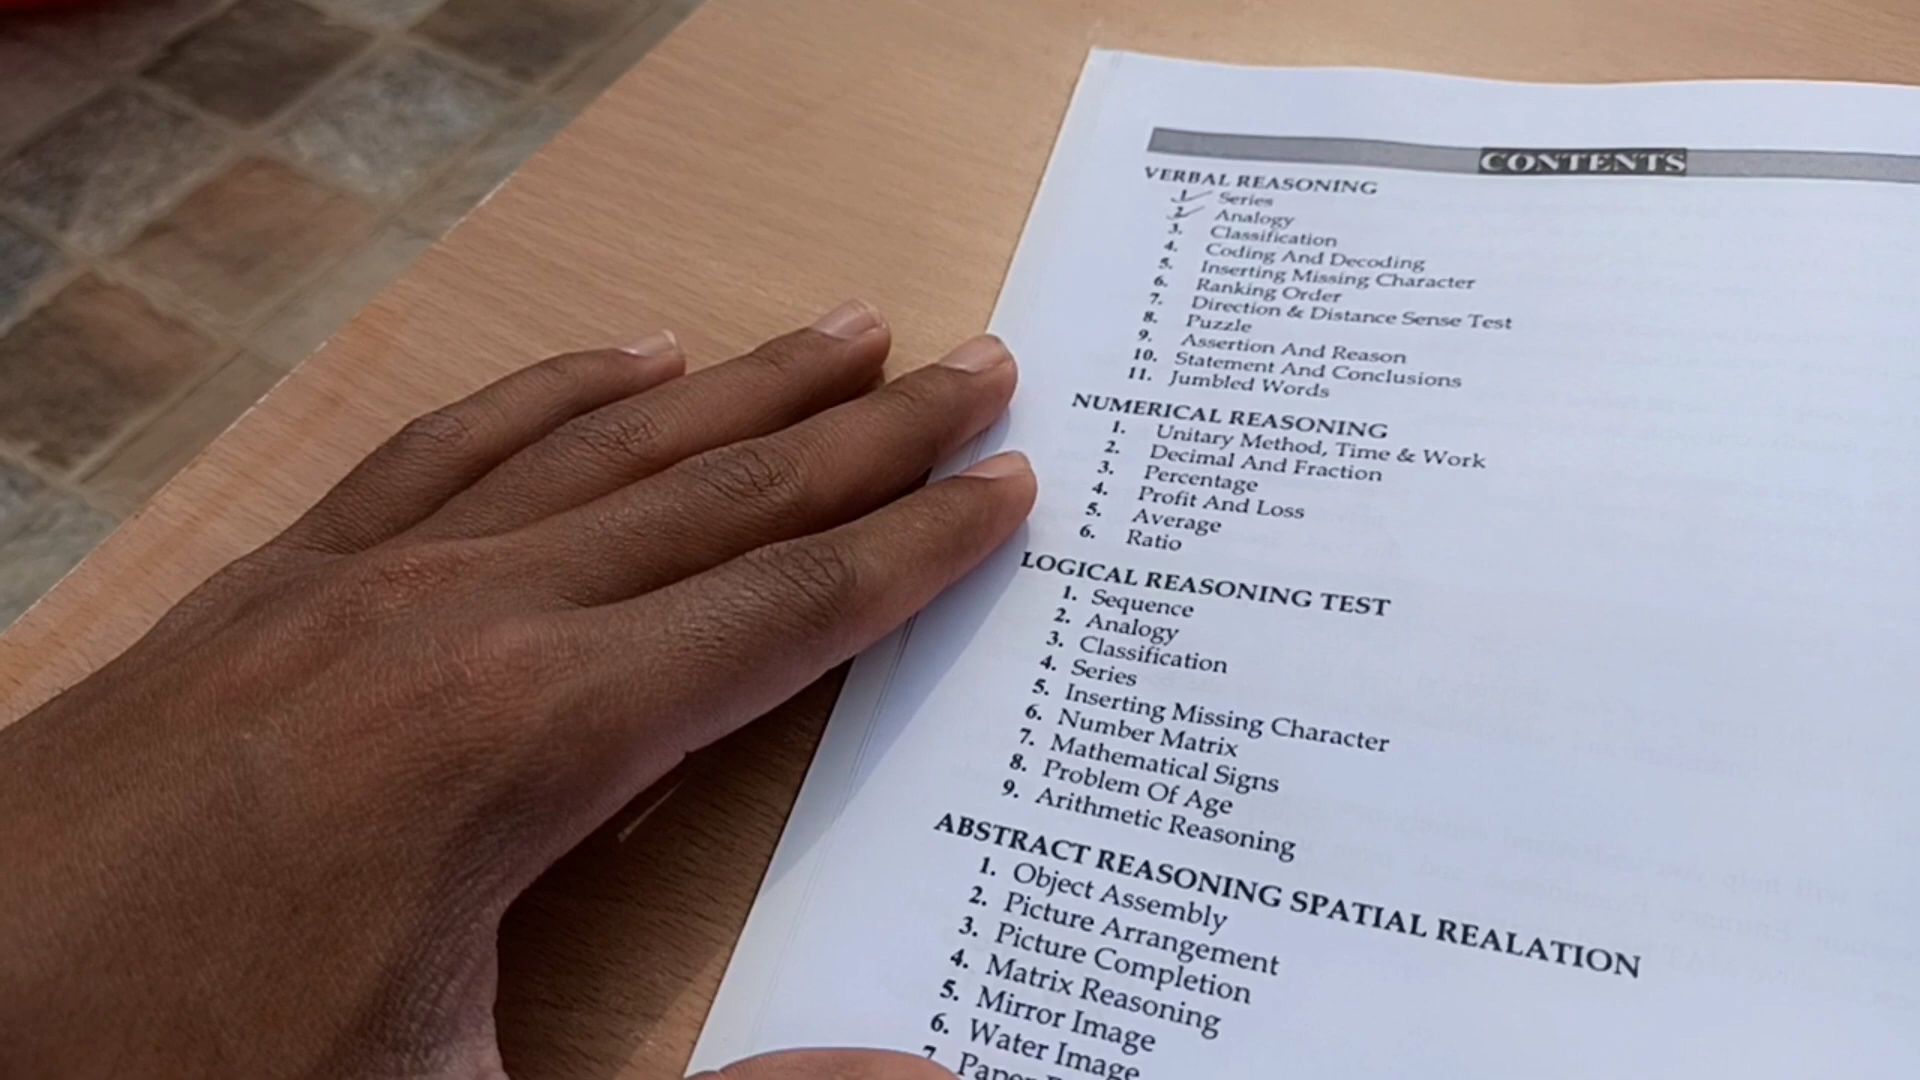 CONTENTS
VERBAL REASONING
1. Series
2. Analogy
3. Classification
4. Coding And Decoding
5. Inserting Missing Character
6. Ranking Order
7. Direction & Distance Sense Test
8. Puzzle
9. Assertion And Reason
10. Statement And Conclusions
11. Jumbled Words
NUMERICAL REASONING
1. Unitary Method, Time & Work
2. Decimal And Fraction
3. Percentage
4. Profit And Loss
5. Average
6. Ratio
LOGICAL REASONING TEST
1. Sequence
2. Analogy
3. Classification
4. Series
5. Inserting Missing Character
6. Number Matrix
7. Mathematical Signs
8. Problem Of Age
9. Arithmetic Reasoning
ABSTRACT REASONING SPATIAL REALATION
1. Object Assembly
2. Picture Arrangement
3. Picture Completion
4. Matrix Reasoning
5. Mirror Image
6. Water Image
7.